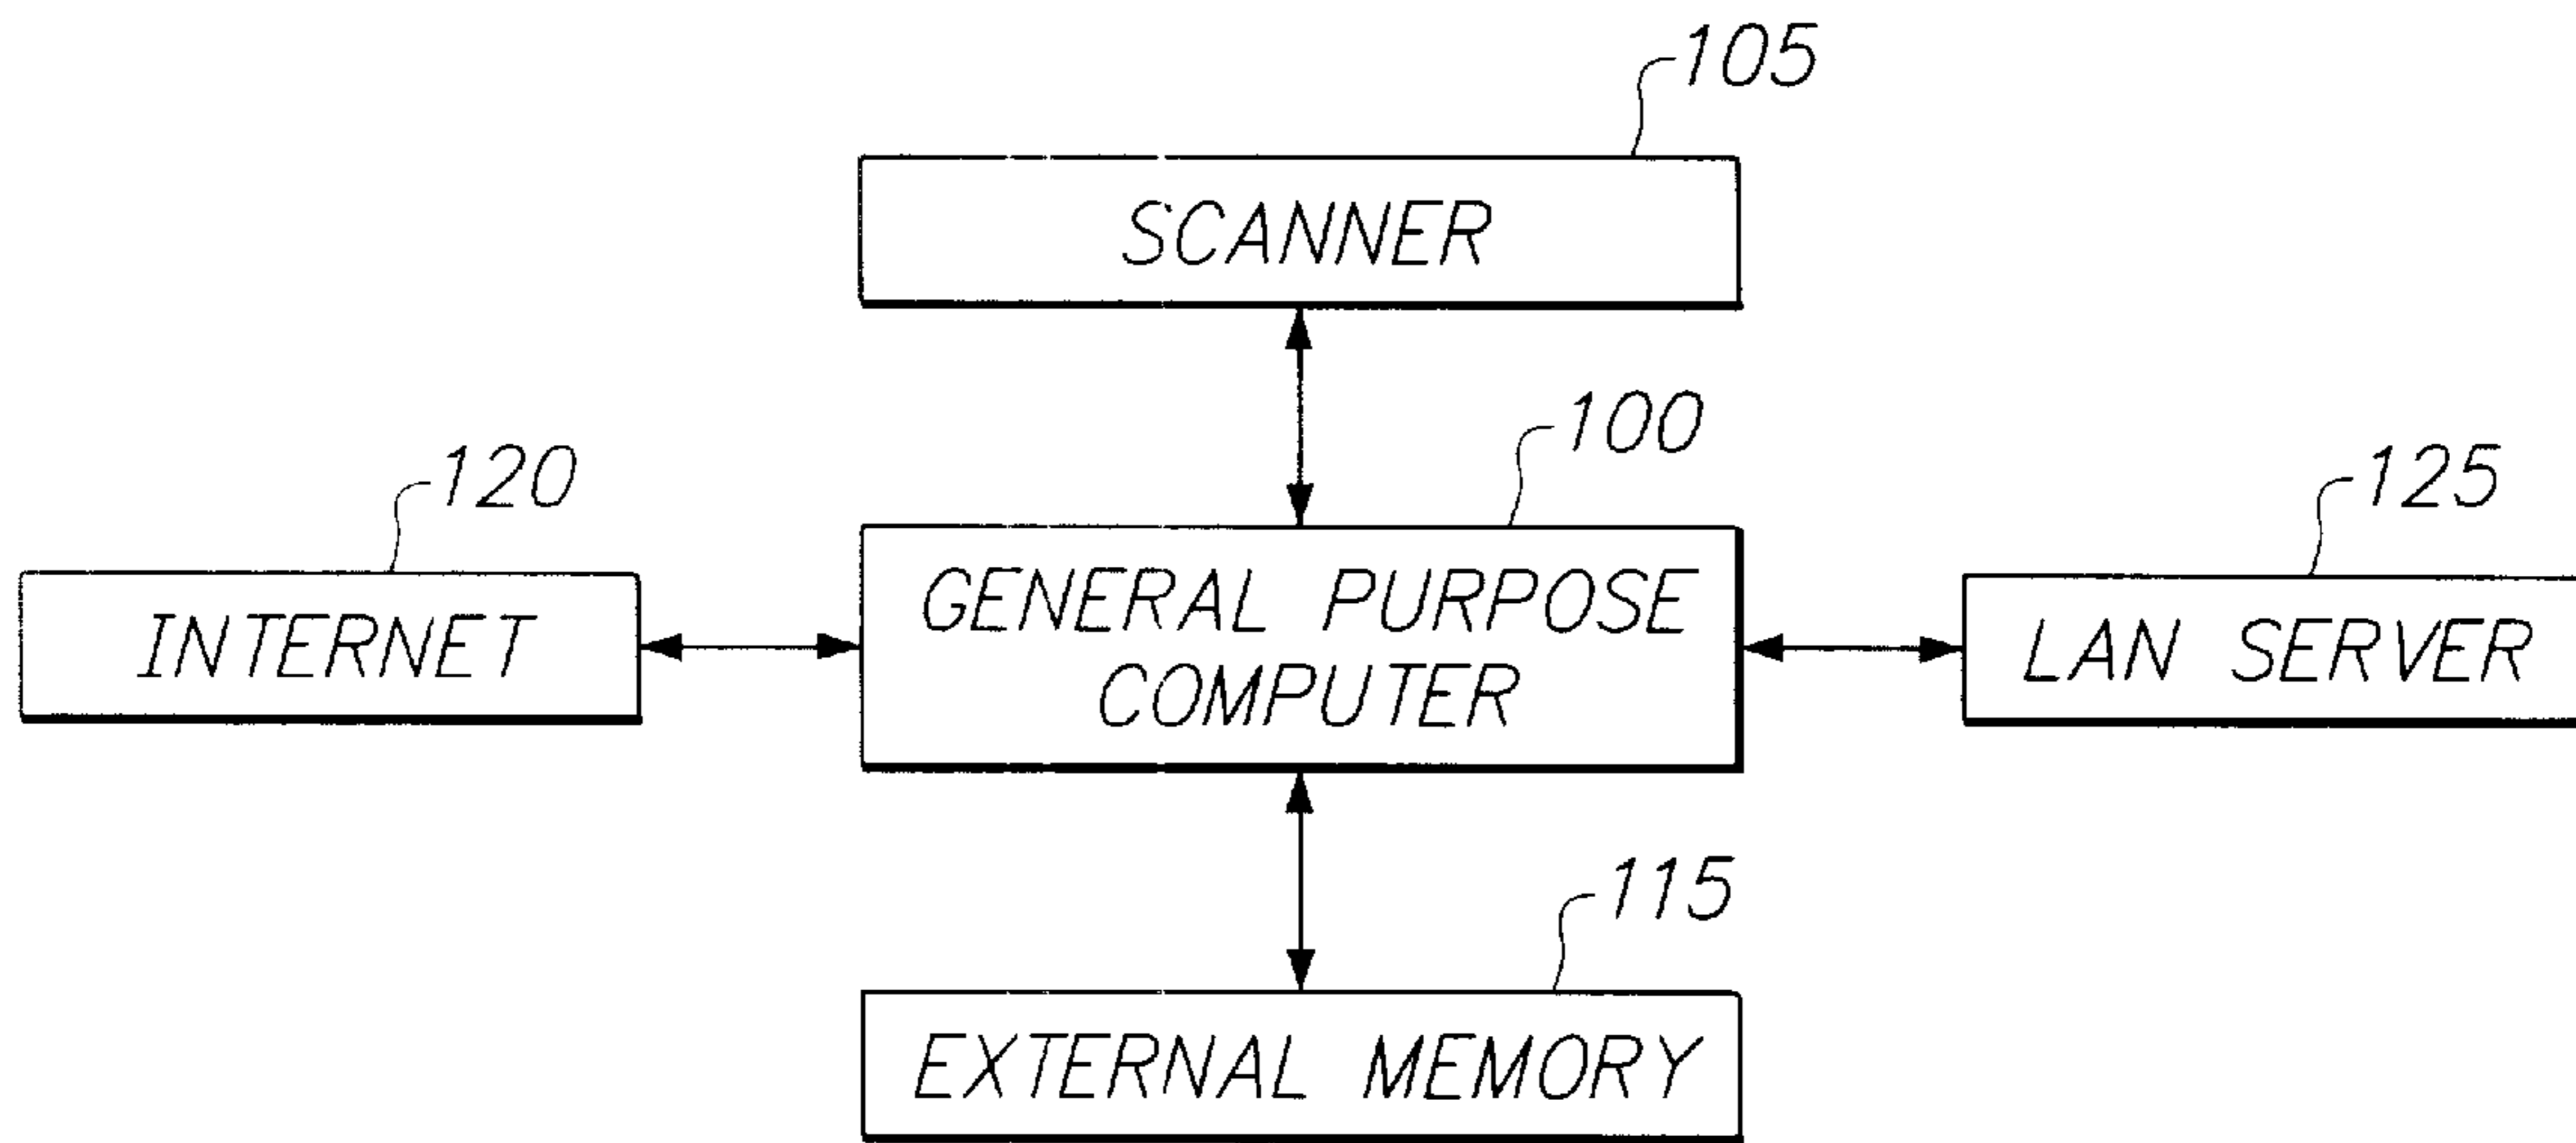 105
SCANNER
100
120
125
GENERAL PURPOSE
COMPUTER
INTERNET
LAN SERVER
115
EXTERNAL MEMORY